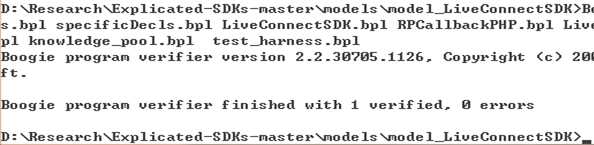 D:\Research\Explicated-SDKs-master\models\model_LiveConnectSDK>Bo
s.bpl specificDecls.bpl LiveConnectSDK.bpl RPCallbackPHP.bpl Live
pl knowledge_pool.bpl  test_harness.bpl
Boogie program verifier version 2.2.30705.1126, Copyright (c) 200
ft.
Boogie program verifier finished with 1 verified, 0 errors
D:\Research\Explicated-SDKs-master\models\model_LiveConnectSDK>_